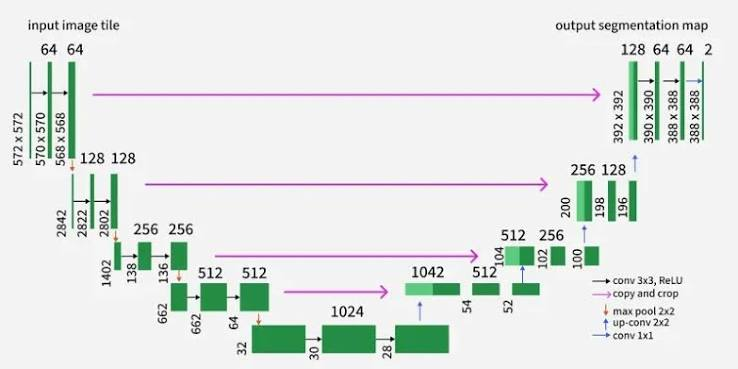 input image tile
output segmentation map
64 64
128 64 64 2
572 x 572
570 x 570
568 x 568
392 x 392
390 x 390
388 x 388
388 x 388
128 128
256 128
2842
2822
2802
200
198
196
256 256
512 256
1402
138
136
104
102
100
512 512
1042 512
662
662
64
54
52
1024
32
30
28
conv 3x3, ReLU
copy and crop
max pool 2x2
up-conv 2x2
conv 1x1